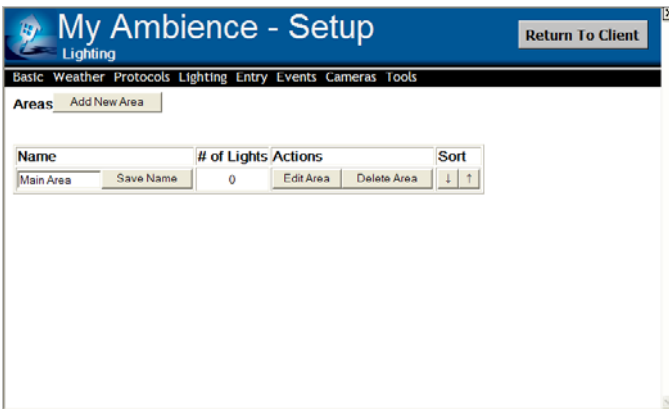 My Ambience - Setup
Lighting
Return To Client
Basic Weather Protocols Lighting Entry Events Cameras Tools
Areas Add New Area
Name # of Lights Actions Sort
Main Area Save Name 0 Edit Area Delete Area ↓ ↑